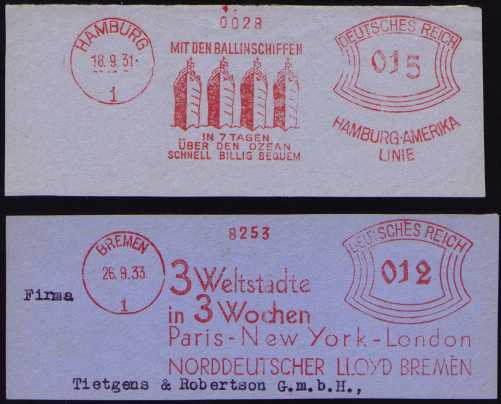 0028
HAMBURG
18.9.31
1
MIT DEN BALLINSCHIFFEN
IN 7 TAGEN
ÜBER DEN OZEAN
SCHNELL BILLIG BEQUEM
DEUTSCHES REICH
015
HAMBURG-AMERIKA
LINIE
8253
BREMEN
26.9.33
1
3 Weltstädte
in 3 Wochen
Paris-New York-London
NORDDEUTSCHER LLOYD BREMEN
DEUTSCHES REICH
012
Firma
Tietgens & Robertson G.m.b.H.,